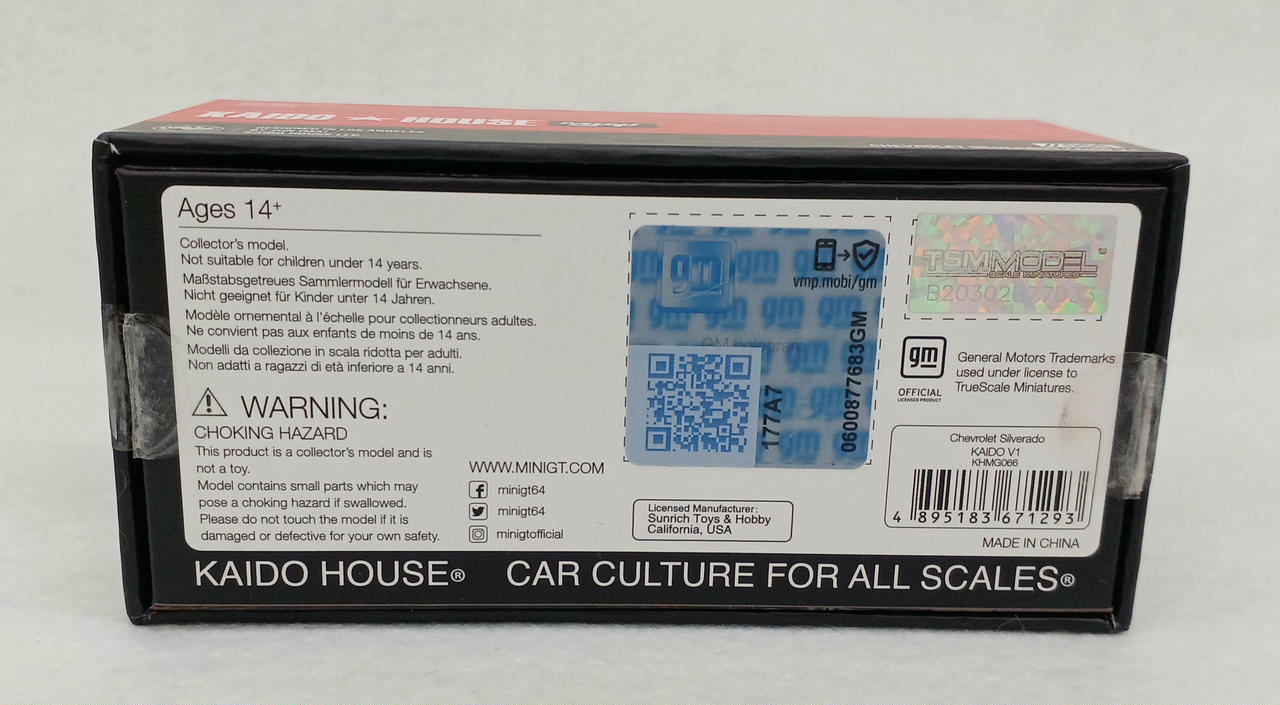 KAIDO ★ HOUSE
Ages 14+
Collector's model.
Not suitable for children under 14 years.
Maßstabsgetreues Sammlermodell für Erwachsene.
Nicht geeignet für Kinder unter 14 Jahren.
Modèle ornemental à l'échelle pour collectionneurs adultes.
Ne convient pas aux enfants de moins de 14 ans.
Modelli da collezione in scala ridotta per adulti.
Non adatti a ragazzi di età inferiore a 14 anni.
WARNING:
CHOKING HAZARD
This product is a collector's model and is
not a toy.
Model contains small parts which may
pose a choking hazard if swallowed.
Please do not touch the model if it is
damaged or defective for your own safety.
WWW.MINIGT.COM
minigt64
minigt64
minigtofficial
gm
vmp.mobi/gm
177A7
0600877683GM
Licensed Manufacturer:
Sunrich Toys & Hobby
California, USA
TSMMODEL
SCALE MINIATURES
gm
OFFICIAL
LICENSED PRODUCT
General Motors Trademarks
used under license to
TrueScale Miniatures.
Chevrolet Silverado
KAIDO V1
KHMG066
4 895183 671293
MADE IN CHINA
KAIDO HOUSE® CAR CULTURE FOR ALL SCALES®